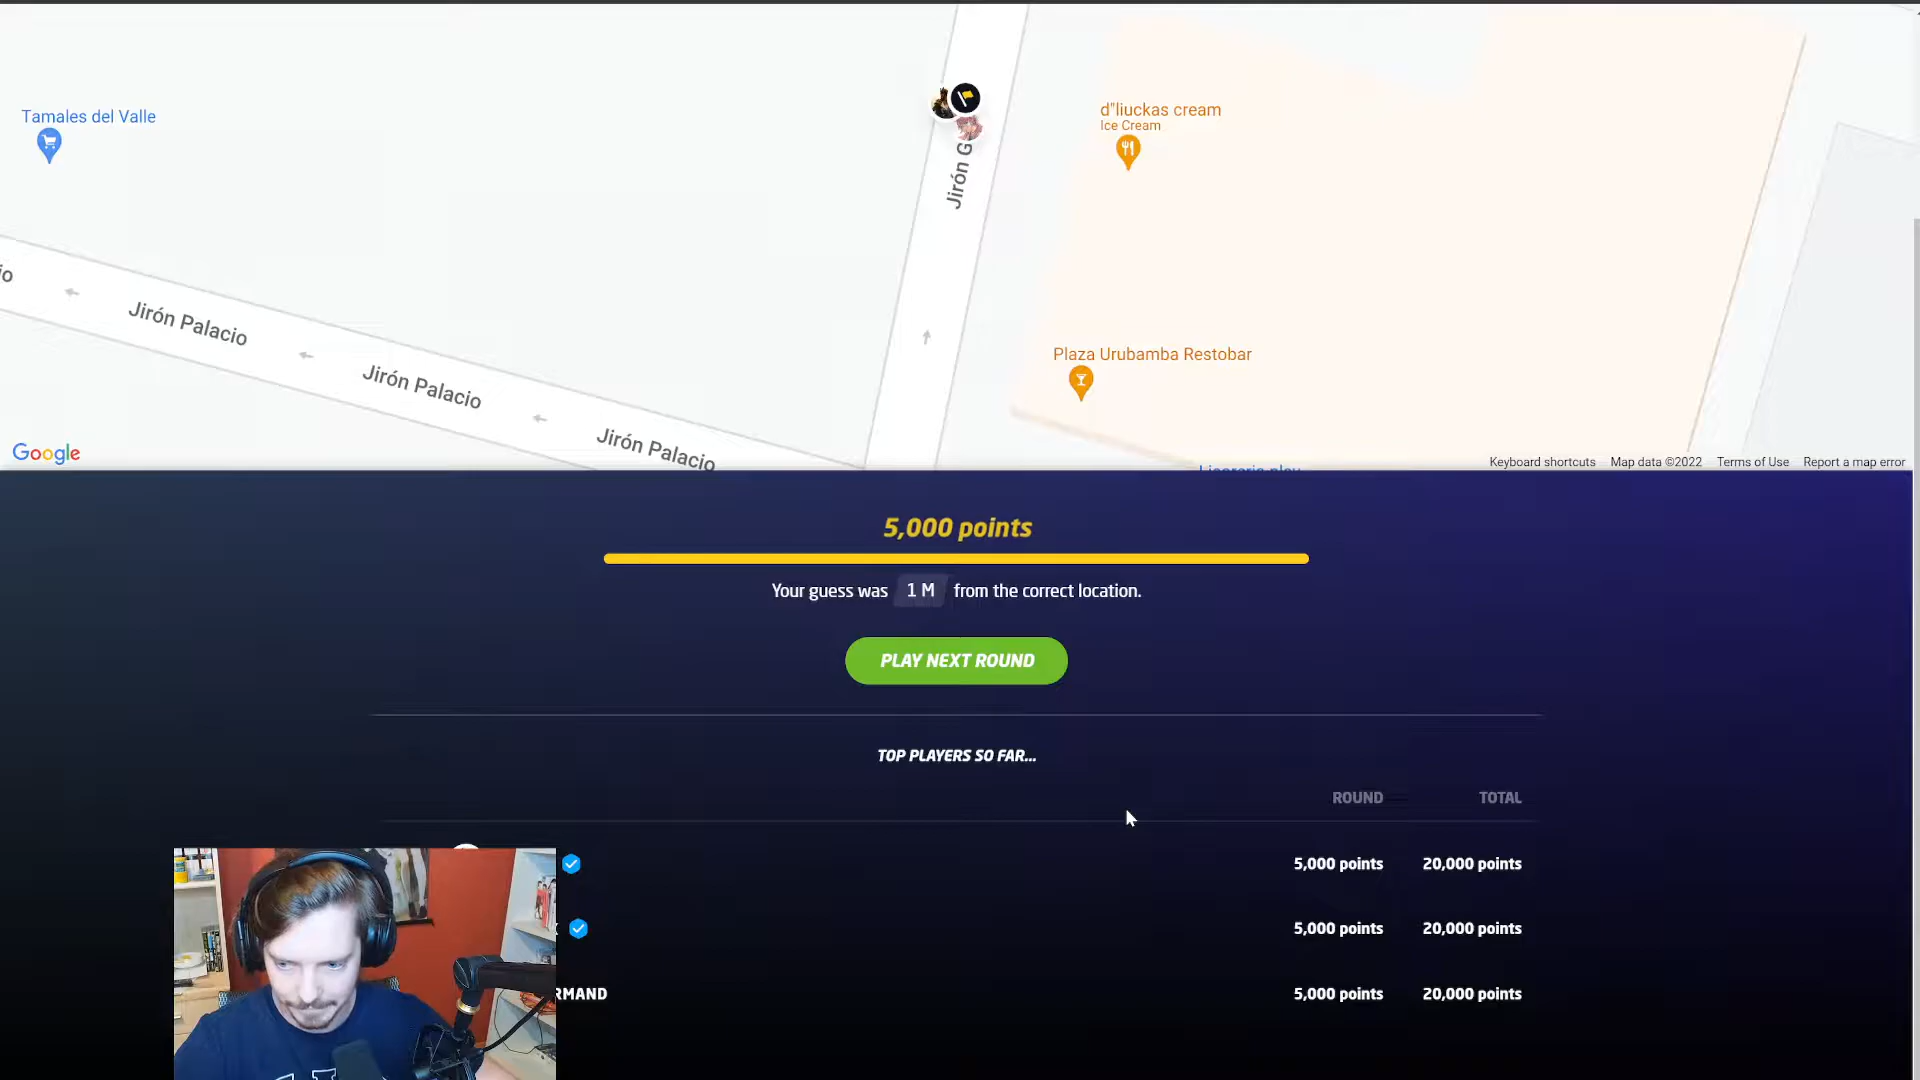 Tamales del Valle
d"liuckas cream
Ice Cream
Jirón G
Jirón Palacio
Jirón Palacio
Jirón Palacio
Plaza Urubamba Restobar
Google
Keyboard shortcuts Map data ©2022 Terms of Use Report a map error
5,000 points
Your guess was 1 M from the correct location.
PLAY NEXT ROUND
TOP PLAYERS SO FAR...
ROUND TOTAL
5,000 points 20,000 points
5,000 points 20,000 points
RMAND 5,000 points 20,000 points